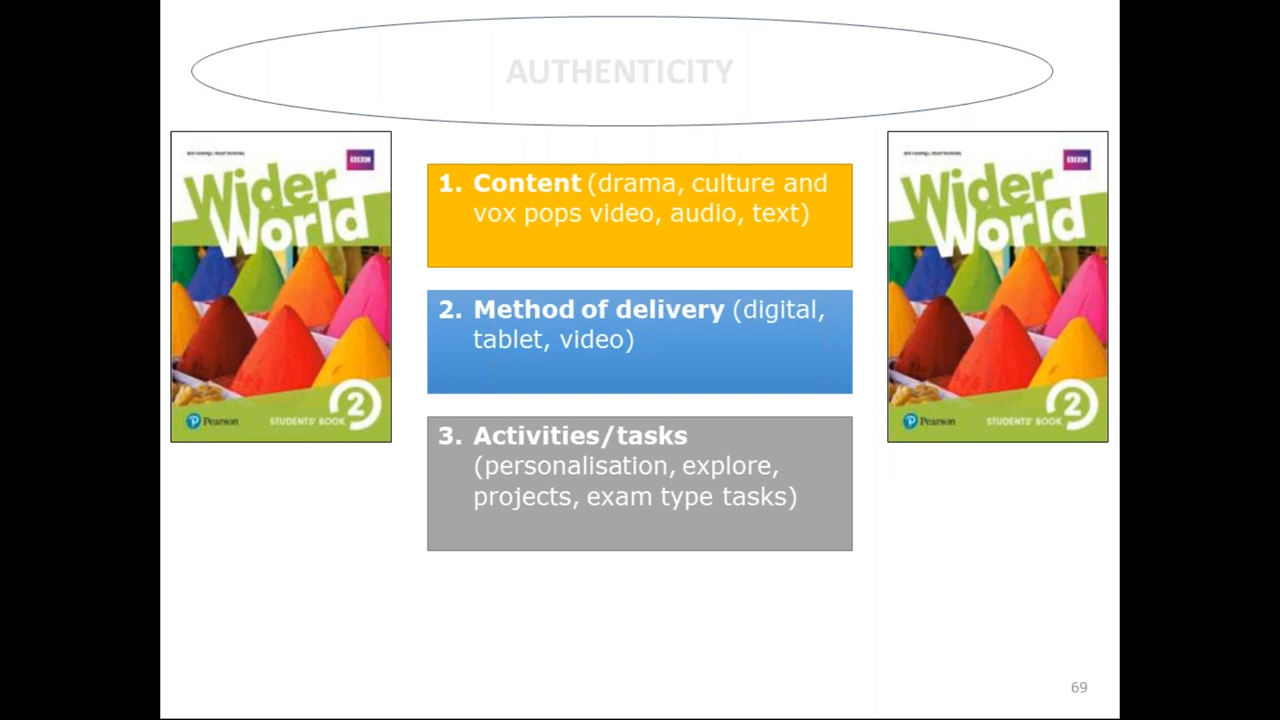 AUTHENTICITY
BBC
Wider
World
2
Pearson
STUDENTS' BOOK
1. Content (drama, culture and
vox pops video, audio, text)
2. Method of delivery (digital,
tablet, video)
3. Activities/tasks
(personalisation, explore,
projects, exam type tasks)
BBC
Wider
World
2
Pearson
STUDENTS' BOOK
69